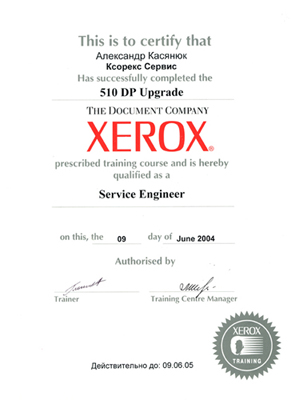 This is to certify that
Александр Касянюк
Ксорекс Сервис
Has successfully completed the
510 DP Upgrade
THE DOCUMENT COMPANY
XEROX®
prescribed training course and is hereby
qualified as a
Service Engineer
on this, the 09 day of June 2004
Authorised by
Trainer Training Centre Manager
XEROX
TRAINING
Действительно до: 09.06.05